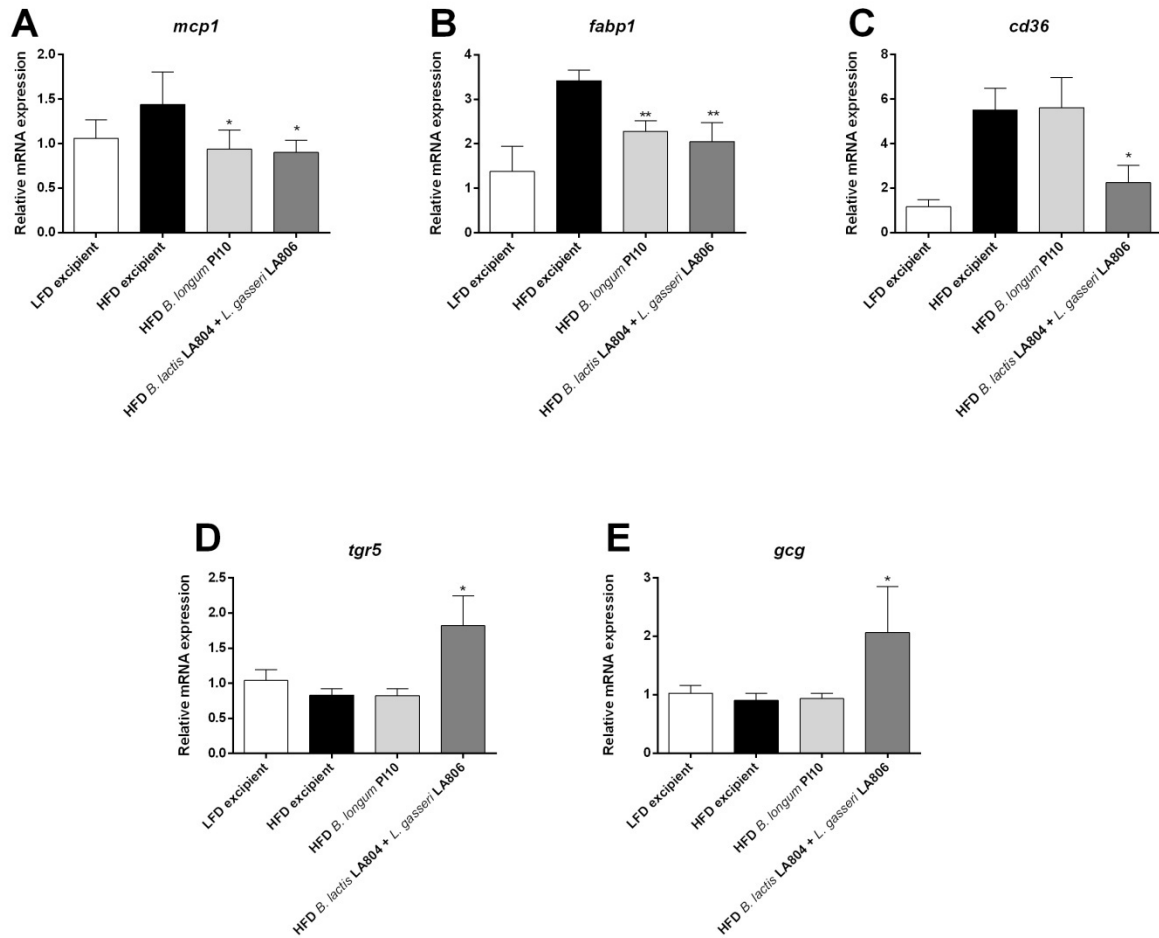 A
mcp1
Relative mRNA expression
2.0
1.5
1.0
0.5
0.0
*
*
LFD excipient
HFD excipient
HFD B. longum PI10
HFD B. lactis LA804 + L. gasseri LA806
B
fabp1
Relative mRNA expression
4
3
2
1
0
**
**
LFD excipient
HFD excipient
HFD B. longum PI10
HFD B. lactis LA804 + L. gasseri LA806
C
cd36
Relative mRNA expression
8
6
4
2
0
*
LFD excipient
HFD excipient
HFD B. longum PI10
HFD B. lactis LA804 + L. gasseri LA806
D
tgr5
Relative mRNA expression
2.5
2.0
1.5
1.0
0.5
0.0
*
LFD excipient
HFD excipient
HFD B. longum PI10
HFD B. lactis LA804 + L. gasseri LA806
E
gcg
Relative mRNA expression
3
2
1
0
*
LFD excipient
HFD excipient
HFD B. longum PI10
HFD B. lactis LA804 + L. gasseri LA806